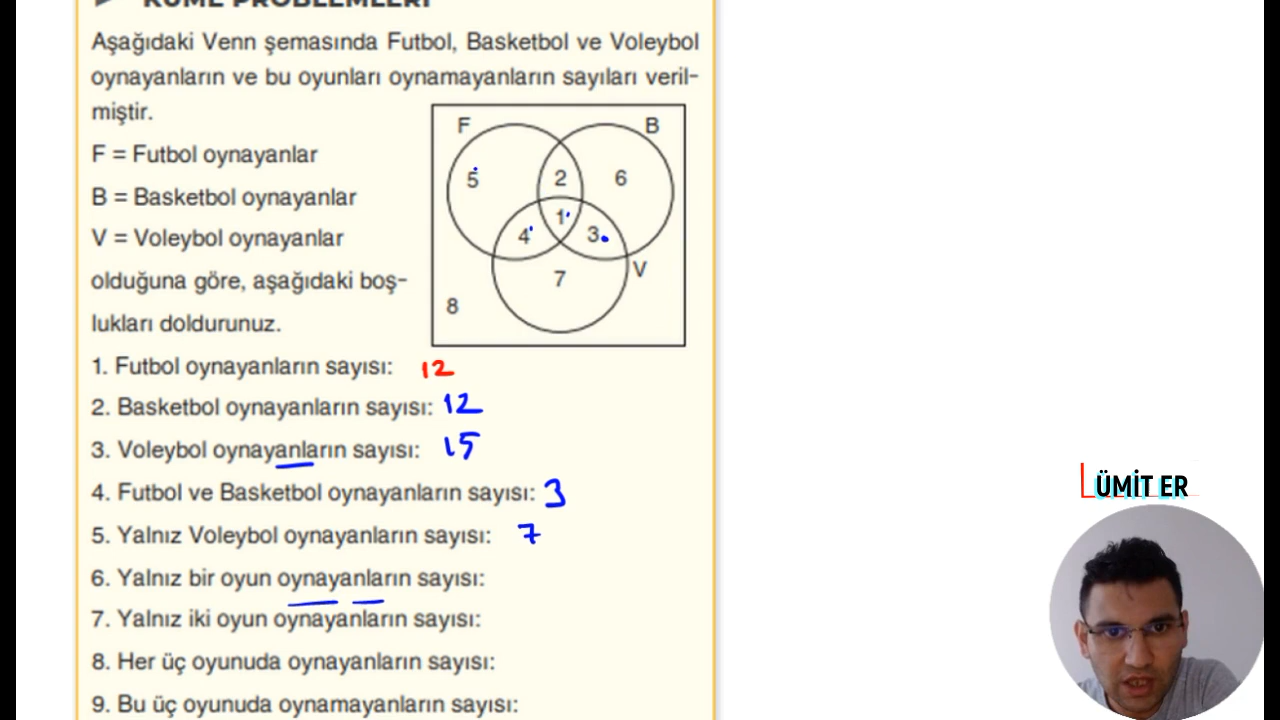 KÜME PROBLEMLERİ
Aşağıdaki Venn şemasında Futbol, Basketbol ve Voleybol
oynayanların ve bu oyunları oynamayanların sayıları veril-
miştir.
F = Futbol oynayanlar
B = Basketbol oynayanlar
V = Voleybol oynayanlar
olduğuna göre, aşağıdaki boş-
lukları doldurunuz.
F B
5 2 6
1
4 3
V
7
8
1. Futbol oynayanların sayısı: 12
2. Basketbol oynayanların sayısı: 12
3. Voleybol oynayanların sayısı: 15
4. Futbol ve Basketbol oynayanların sayısı: 3
5. Yalnız Voleybol oynayanların sayısı: 7
6. Yalnız bir oyun oynayanların sayısı:
7. Yalnız iki oyun oynayanların sayısı:
8. Her üç oyunuda oynayanların sayısı:
9. Bu üç oyunuda oynamayanların sayısı:
ÜMİT ER